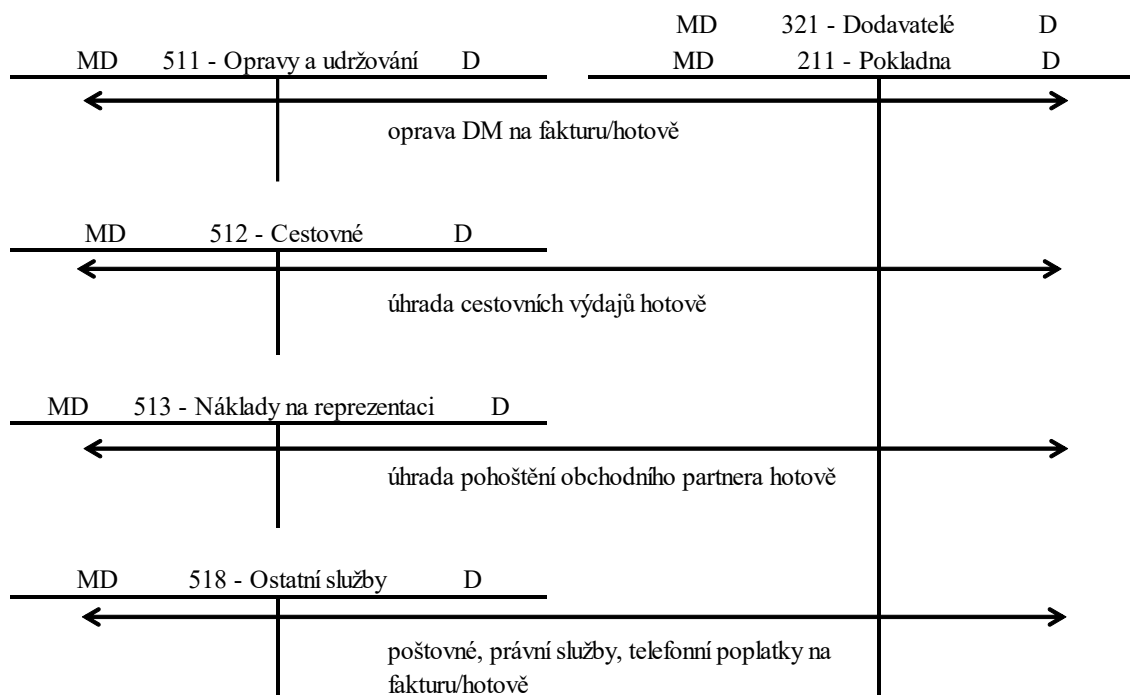 MD 321 - Dodavatelé D
MD 511 - Opravy a udržování D MD 211 - Pokladna D
oprava DM na fakturu/hotově
MD 512 - Cestovné D
úhrada cestovních výdajů hotově
MD 513 - Náklady na reprezentaci D
úhrada pohoštění obchodního partnera hotově
MD 518 - Ostatní služby D
poštovné, právní služby, telefonní poplatky na
fakturu/hotově